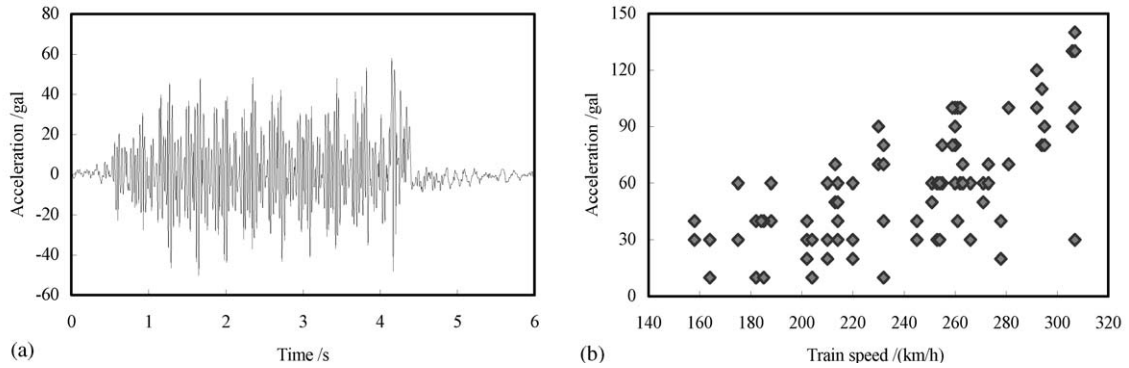 80
60
40
20
0
-20
-40
-60
Acceleration /gal
0 1 2 3 4 5 6
Time /s
(a)
150
120
90
60
30
0
Acceleration /gal
140 160 180 200 220 240 260 280 300 320
Train speed /(km/h)
(b)